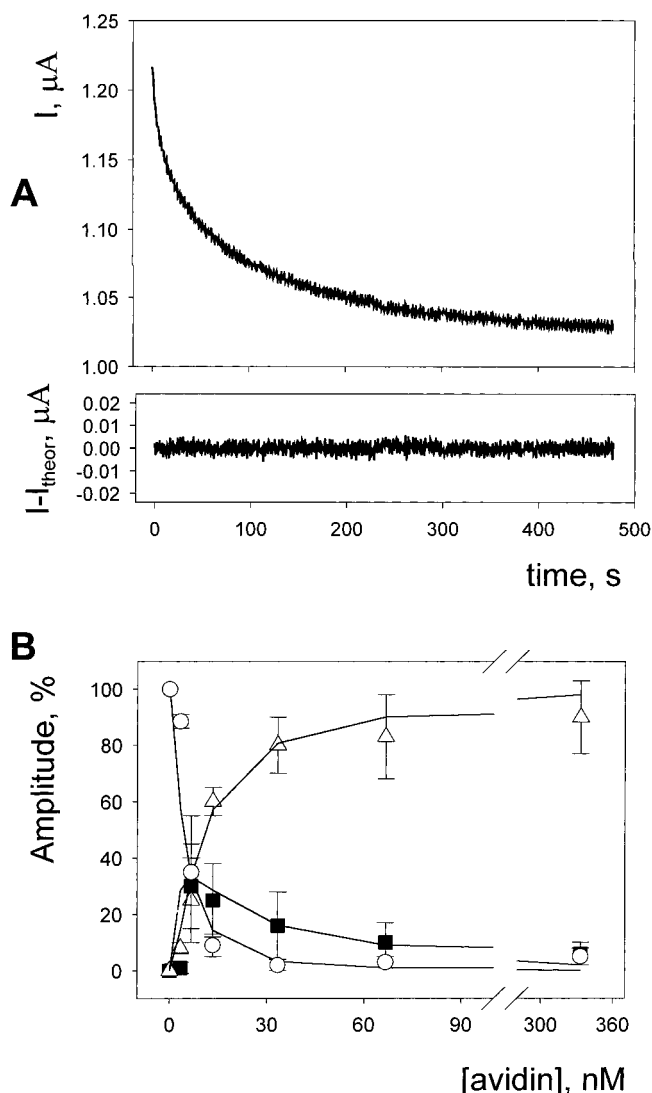 A
I, μA
1.25
1.20
1.15
1.10
1.05
1.00
I-Itheor, μA
0.02
0.01
0.00
-0.01
-0.02
0 100 200 300 400 500
time, s
B
Amplitude, %
100
80
60
40
20
0
0 30 60 90 300 360
[avidin], nM